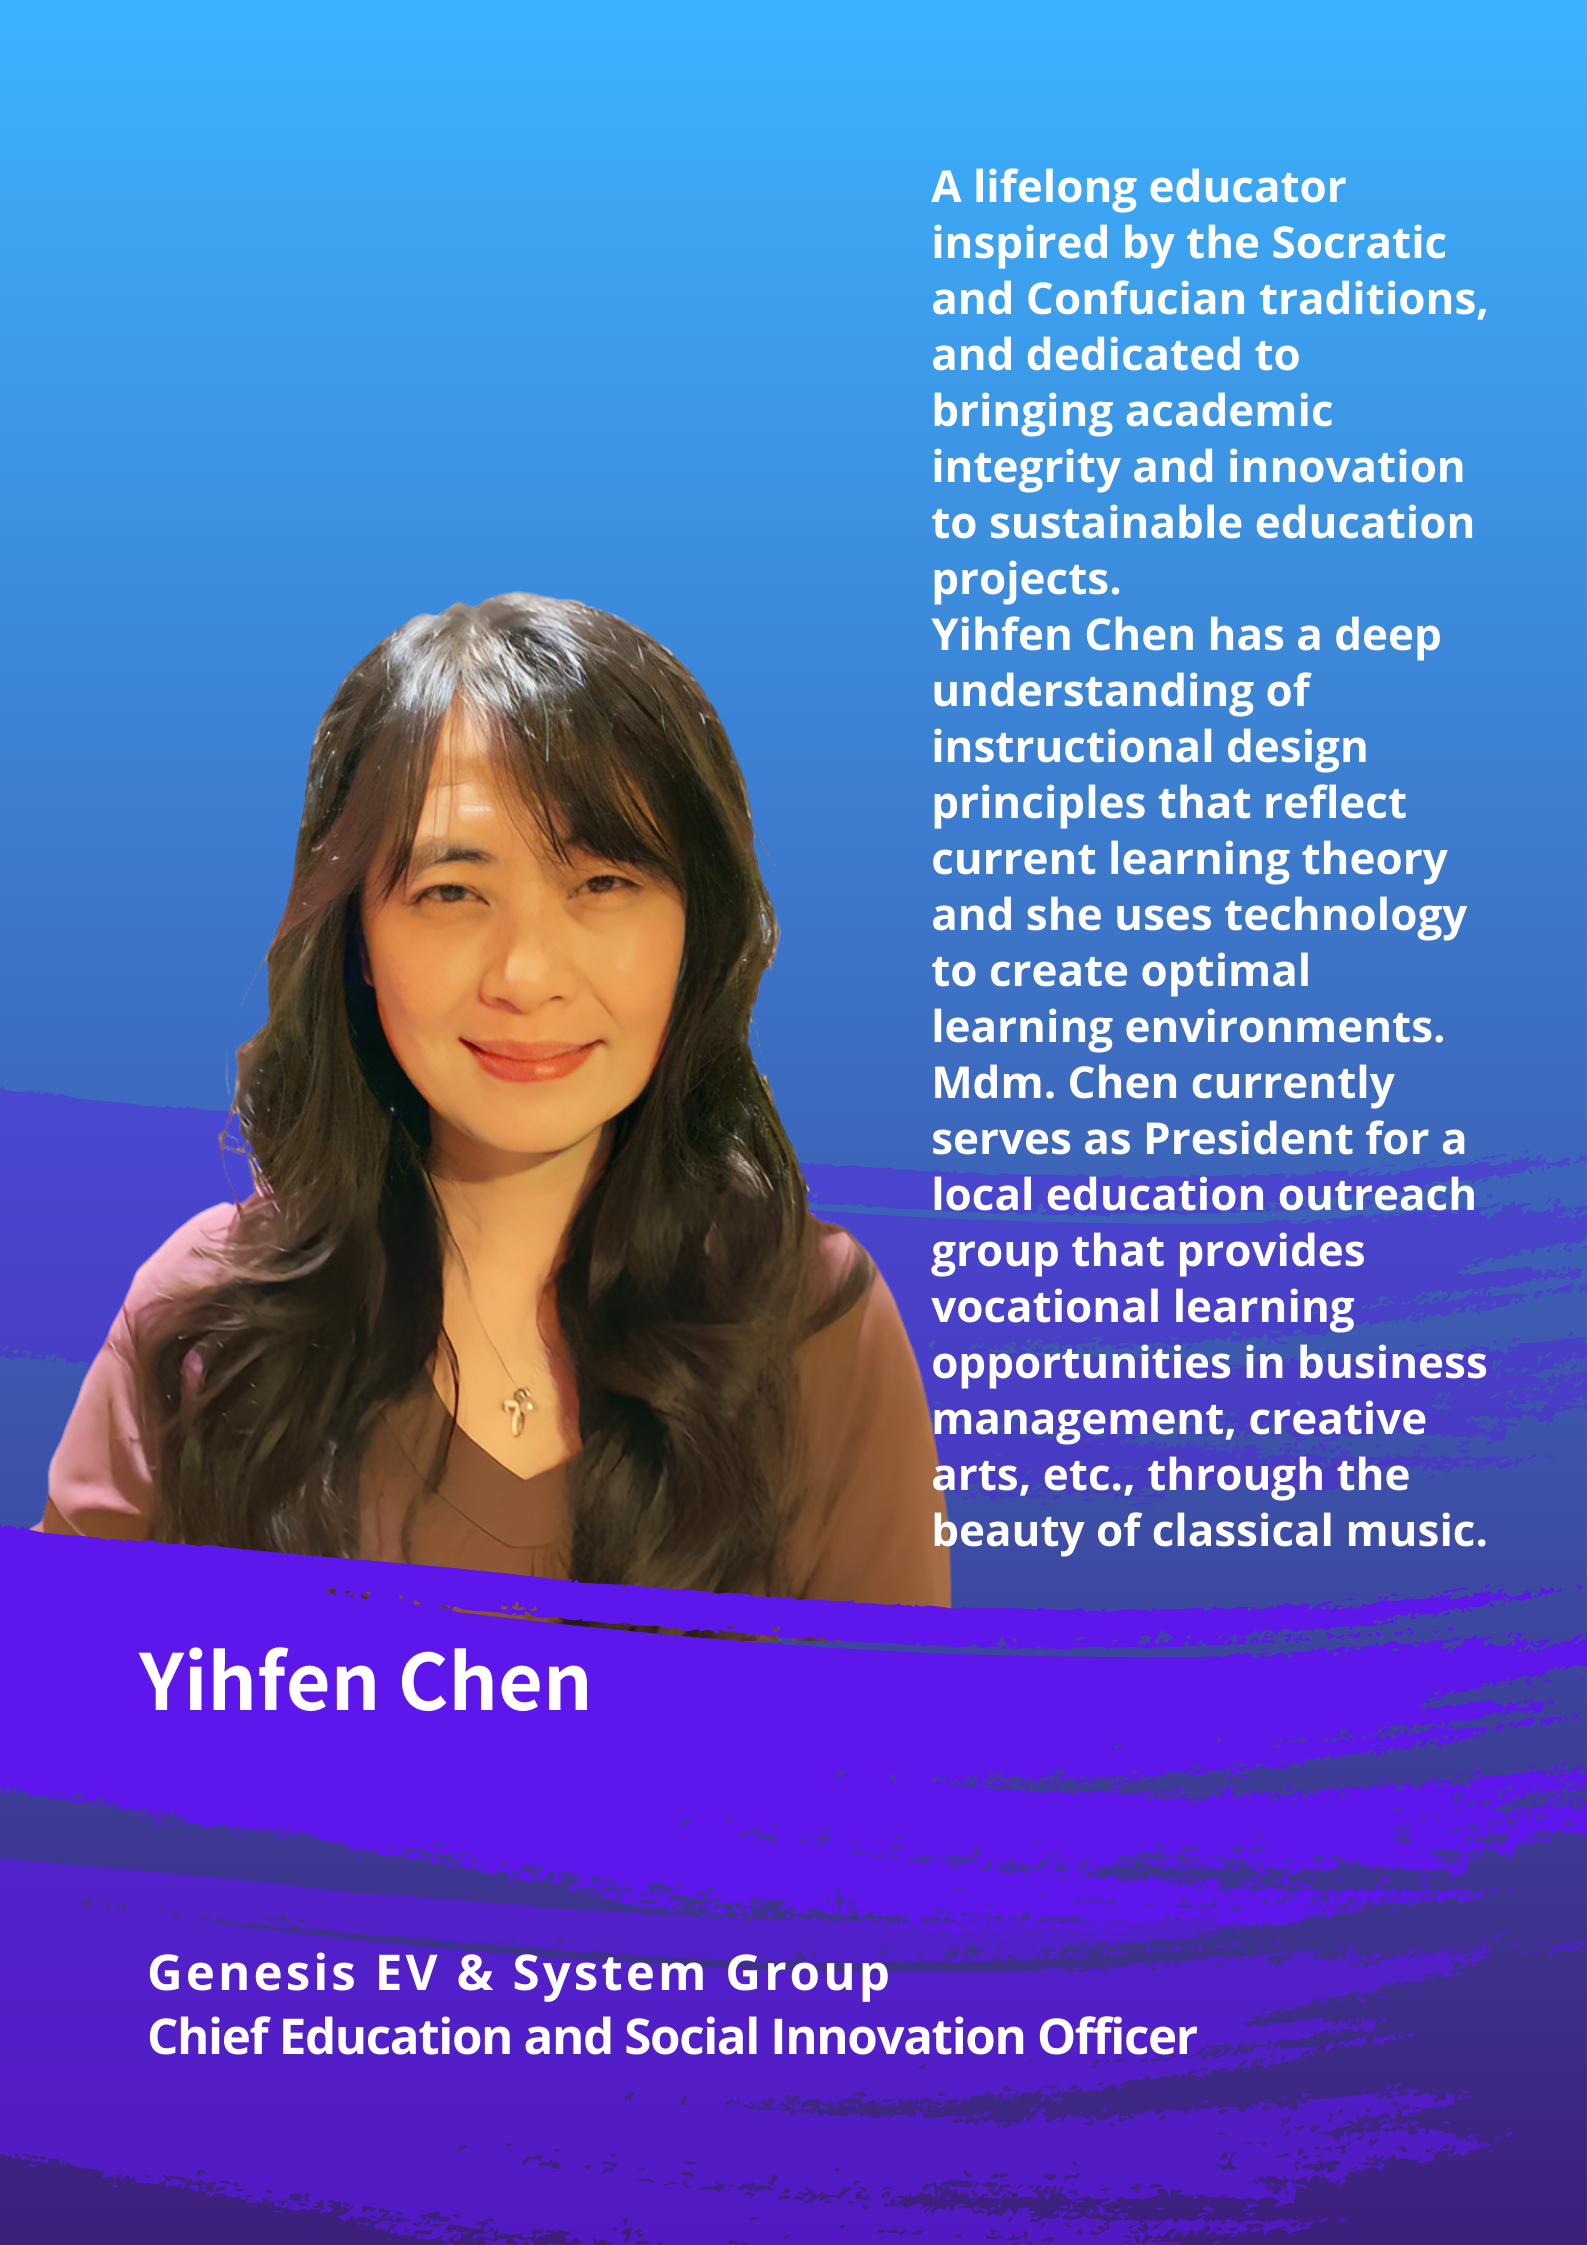 A lifelong educator
inspired by the Socratic
and Confucian traditions,
and dedicated to
bringing academic
integrity and innovation
to sustainable education
projects.
Yihfen Chen has a deep
understanding of
instructional design
principles that reflect
current learning theory
and she uses technology
to create optimal
learning environments.
Mdm. Chen currently
serves as President for a
local education outreach
group that provides
vocational learning
opportunities in business
management, creative
arts, etc., through the
beauty of classical music.
Yihfen Chen
Genesis EV & System Group
Chief Education and Social Innovation Officer